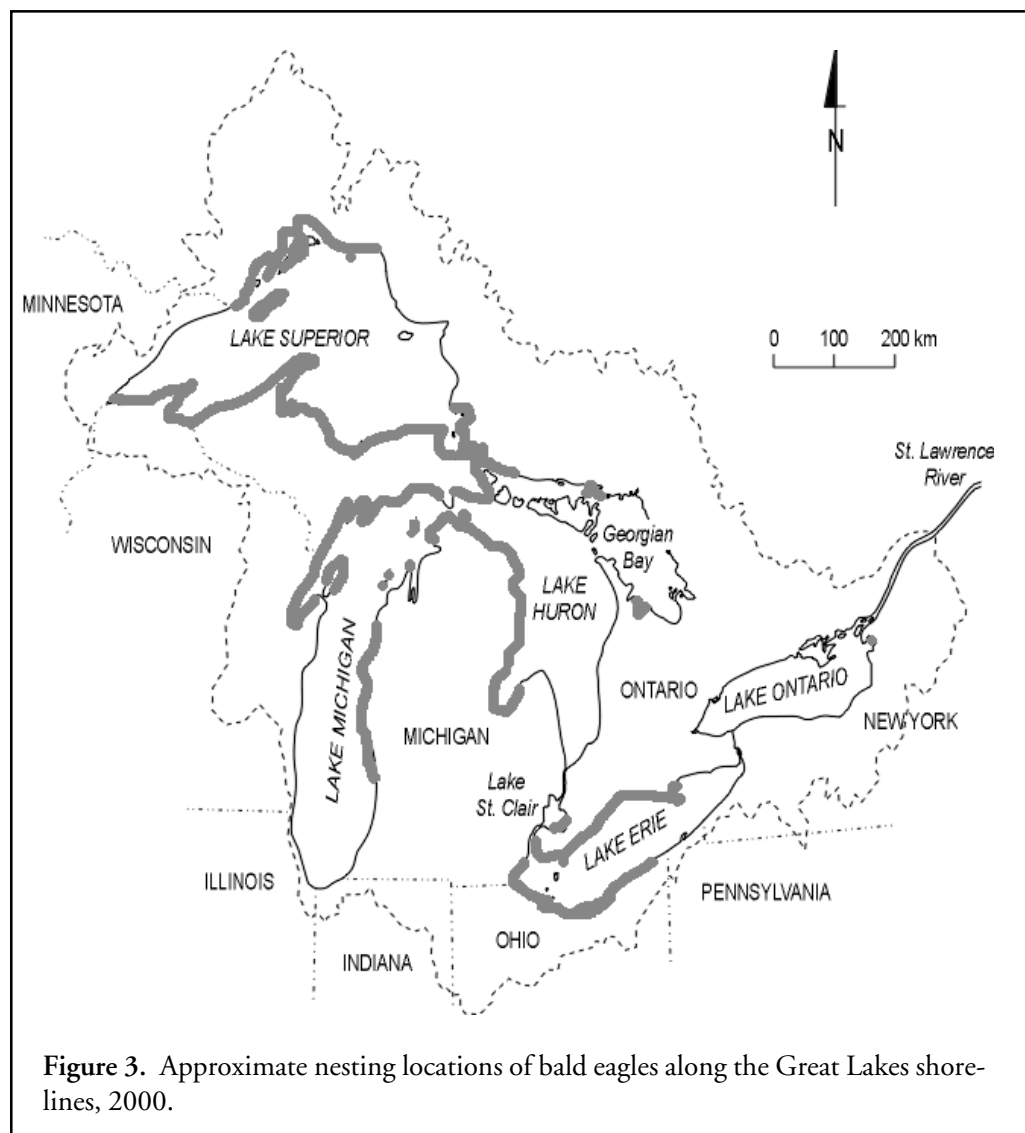 N
MINNESOTA
LAKE SUPERIOR
0 100 200 km
St. Lawrence
River
WISCONSIN
Georgian
Bay
LAKE
HURON
LAKE MICHIGAN
ONTARIO
LAKE ONTARIO
NEW YORK
MICHIGAN
Lake
St. Clair
LAKE ERIE
ILLINOIS
PENNSYLVANIA
OHIO
INDIANA
Figure 3. Approximate nesting locations of bald eagles along the Great Lakes shore-
lines, 2000.